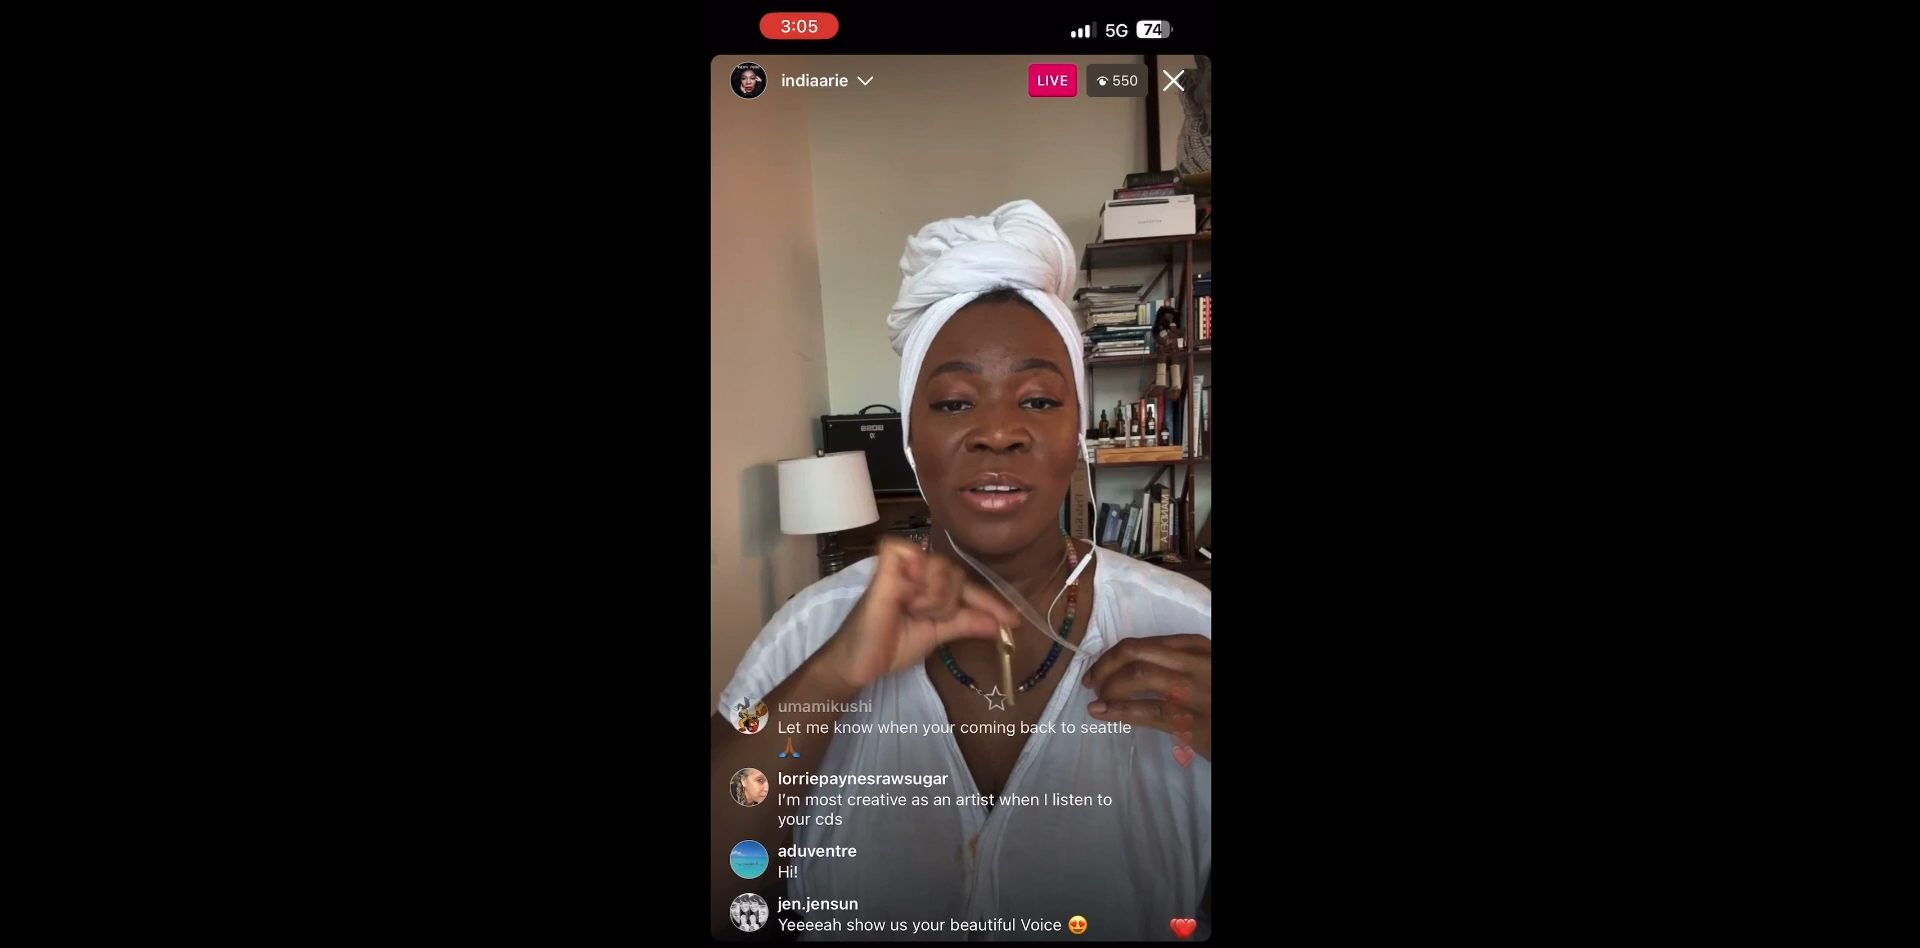 3:05
5G 74
indiaarie
LIVE
550
BOSS
MANDELA
umamikushi
Let me know when your coming back to seattle
🙏🏾
lorriepaynesrawsugar
I'm most creative as an artist when I listen to
your cds
aduventre
Hi!
jen.jensun
Yeeeeah show us your beautiful Voice 😍